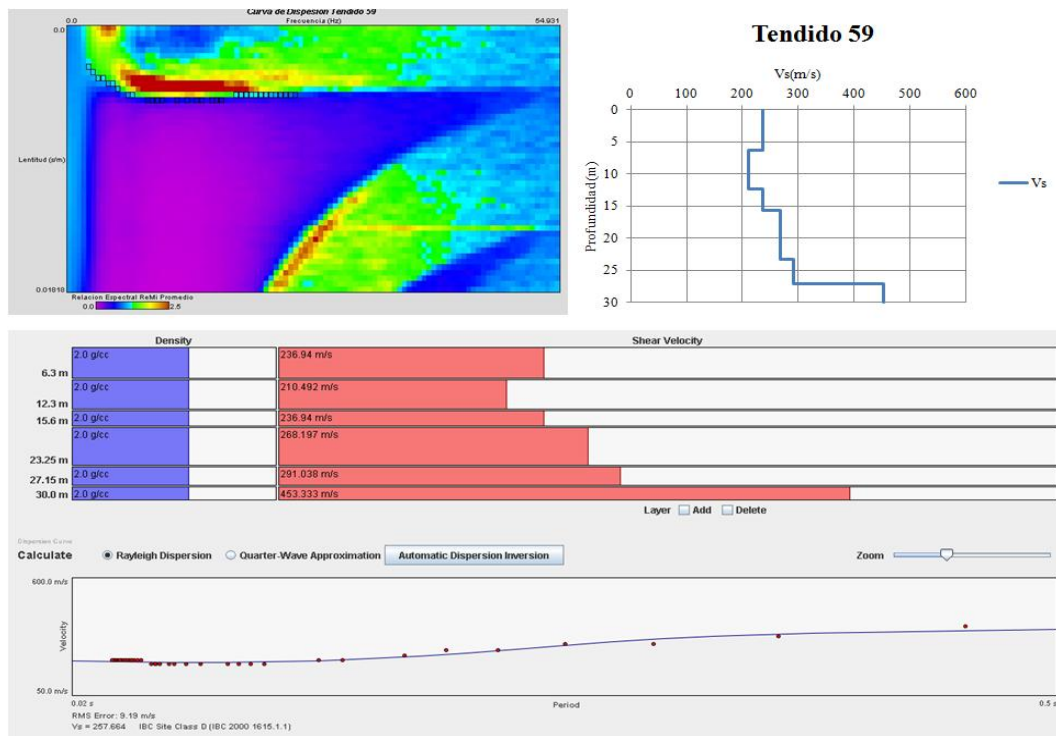 Curva de Dispesión Tendido 59
0.0 Frecuencia (Hz) 54.931
0.0
Lentitud (s/m)
0.01818
Relacion Espectral ReMi Promedio
0.0 2.5
Tendido 59
Vs(m/s)
0 100 200 300 400 500 600
0
5
10
15
20
25
30
Profundidad(m)
Vs
Density Shear Velocity
2.0 g/cc 236.94 m/s
6.3 m
2.0 g/cc 210.492 m/s
12.3 m
2.0 g/cc 236.94 m/s
15.6 m
2.0 g/cc 268.197 m/s
23.25 m
2.0 g/cc 291.038 m/s
27.15 m
2.0 g/cc 453.333 m/s
30.0 m
Layer Add Delete
Dispersion Curve
Calculate Rayleigh Dispersion Quarter-Wave Approximation Automatic Dispersion Inversion Zoom
600.0 m/s
Velocity
50.0 m/s
0.02 s Period 0.5 s
RMS Error: 9.19 m/s
Vs = 257.664 IBC Site Class D (IBC 2000 1615.1.1)